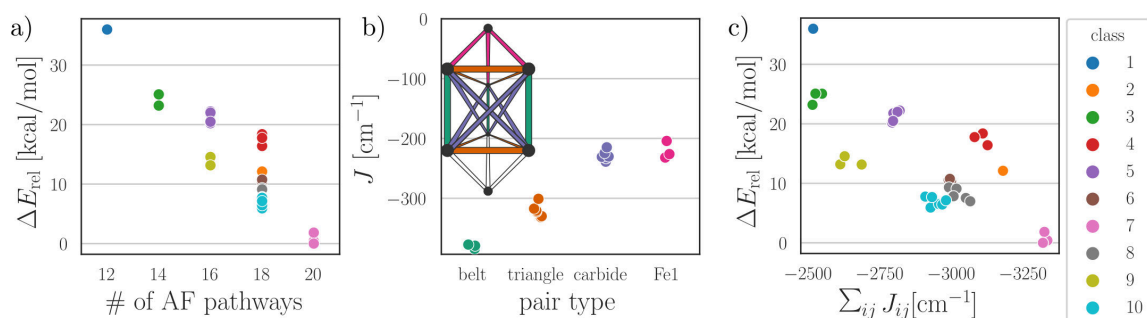 a)
ΔE_rel [kcal/mol]
30
20
10
0
12 14 16 18 20
# of AF pathways
b)
J [cm⁻¹]
0
−100
−200
−300
belt triangle carbide Fe1
pair type
c)
ΔE_rel [kcal/mol]
30
20
10
0
−2500 −2750 −3000 −3250
∑_ij J_ij[cm⁻¹]
class
1
2
3
4
5
6
7
8
9
10